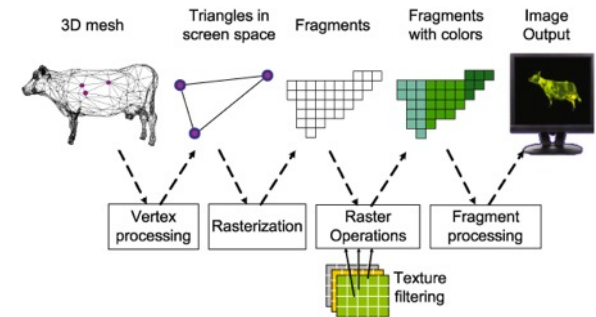 3D mesh
Triangles in
screen space
Fragments
Fragments
with colors
Image
Output
Vertex
processing
Rasterization
Raster
Operations
Fragment
processing
Texture
filtering